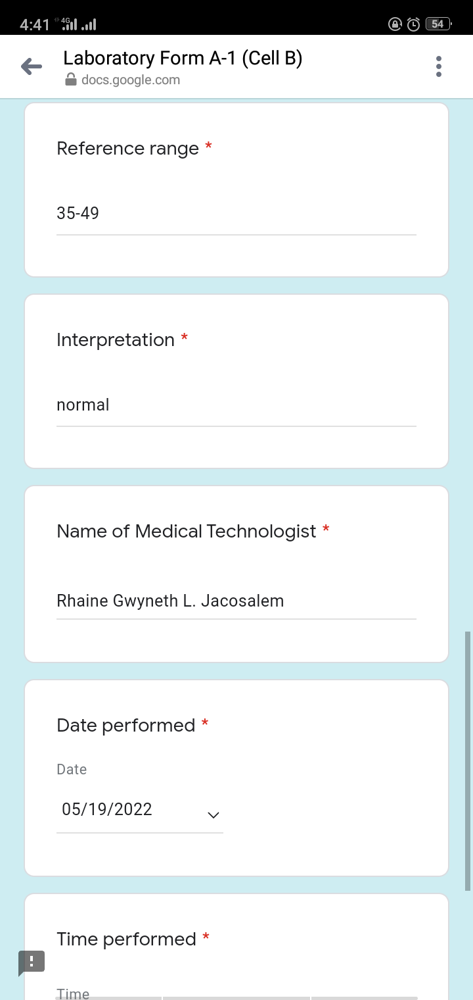 4:41 4G 54
Laboratory Form A-1 (Cell B)
docs.google.com
Reference range *
35-49
Interpretation *
normal
Name of Medical Technologist *
Rhaine Gwyneth L. Jacosalem
Date performed *
Date
05/19/2022
Time performed *
!
Time